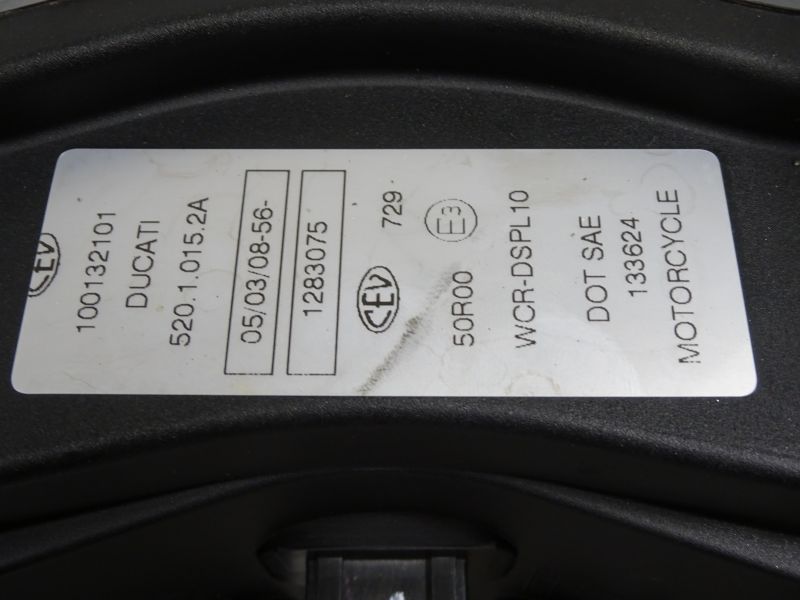 CEV
100132101
DUCATI
520.1.015.2A
05/03/08-56-
1283075
CEV 729
50R00 E3
WCR-DSPL10
DOT SAE
133624
MOTORCYCLE